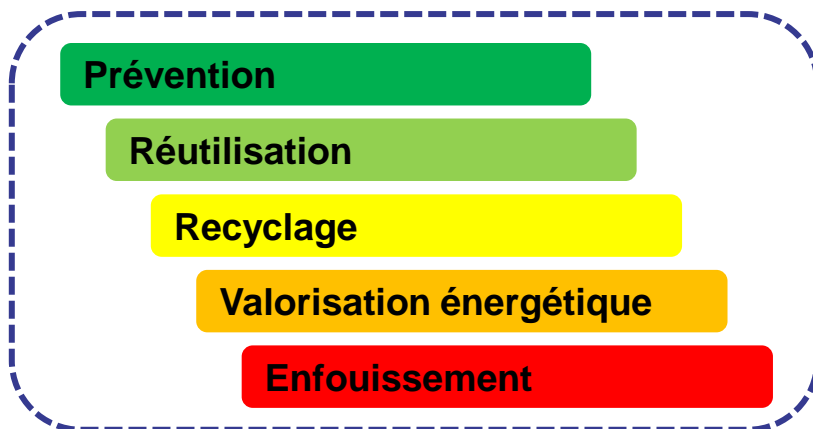 Prévention
Réutilisation
Recyclage
Valorisation énergétique
Enfouissement